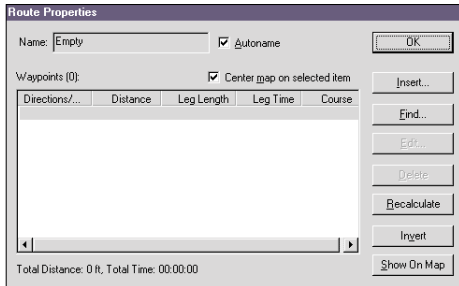 Route Properties
Name: Empty
Autoname
OK
Waypoints (0):
Center map on selected item
Insert...
Directions/... Distance Leg Length Leg Time Course
Find...
Edit...
Delete
Recalculate
Invert
Show On Map
Total Distance: 0 ft, Total Time: 00:00:00